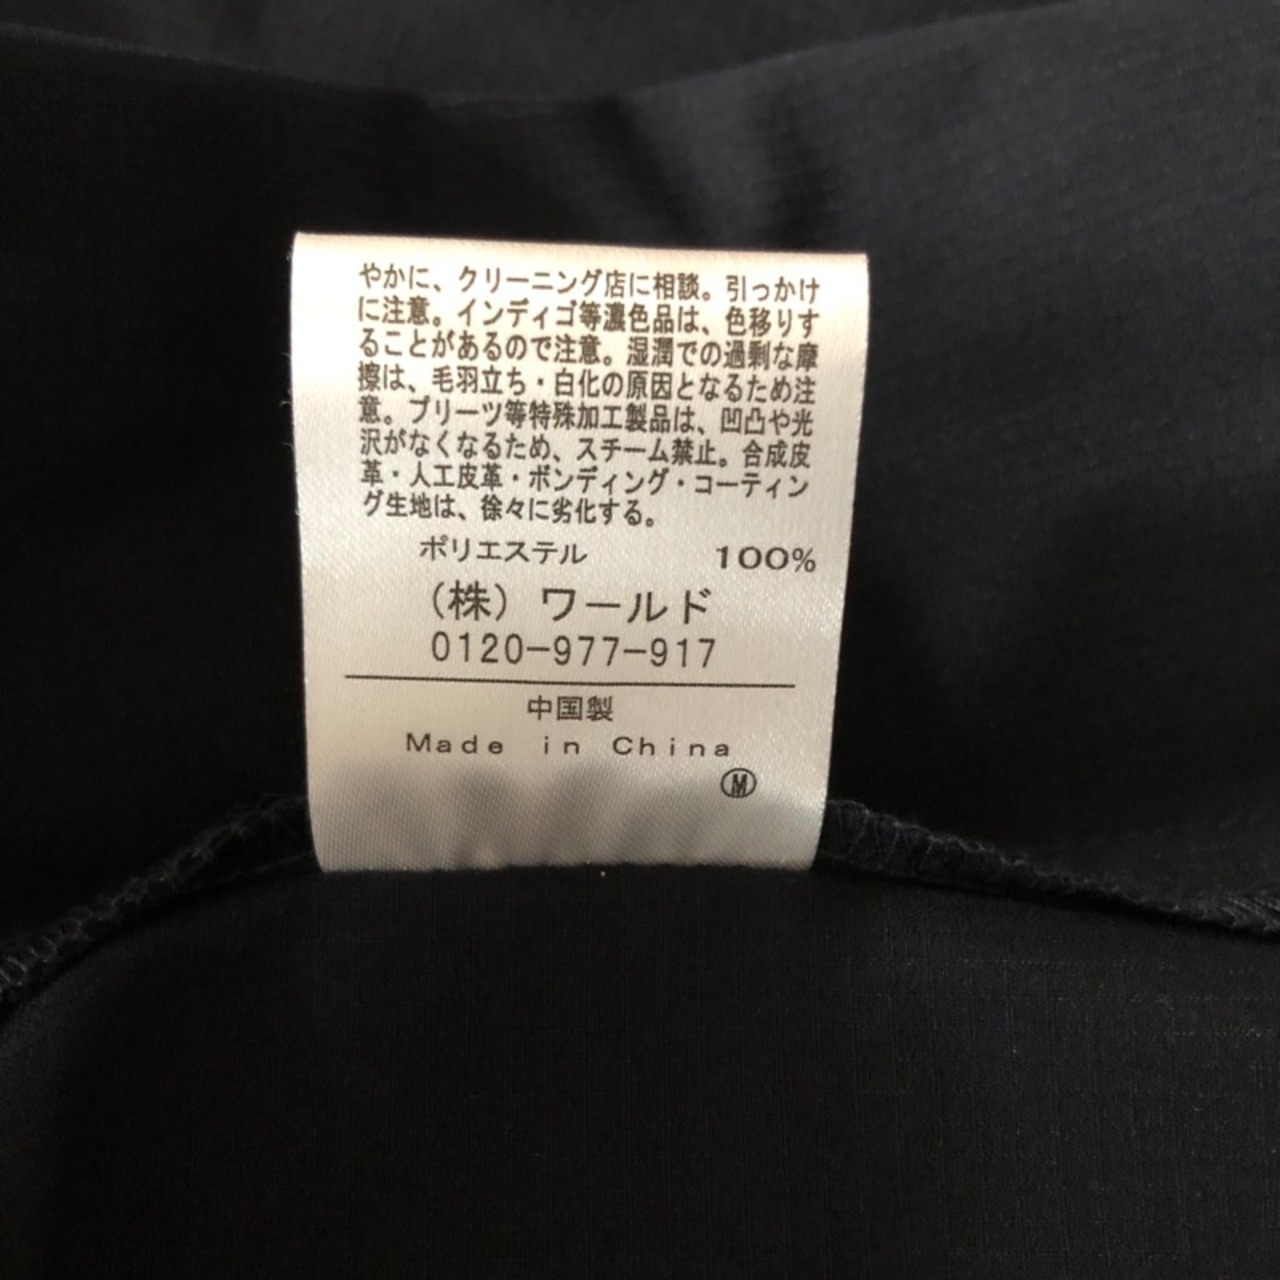 やかに、クリーニング店に相談。引っかけ
に注意。インディゴ等濃色品は、色移りす
ることがあるので注意。湿潤での過剰な摩
擦は、毛羽立ち・白化の原因となるため注
意。プリーツ等特殊加工製品は、凹凸や光
沢がなくなるため、スチーム禁止。合成皮
革・人工皮革・ボンディング・コーティン
グ生地は、徐々に劣化する。
ポリエステル 100%
（株）ワールド
0120-977-917
中国製
Made in China
Ⓜ